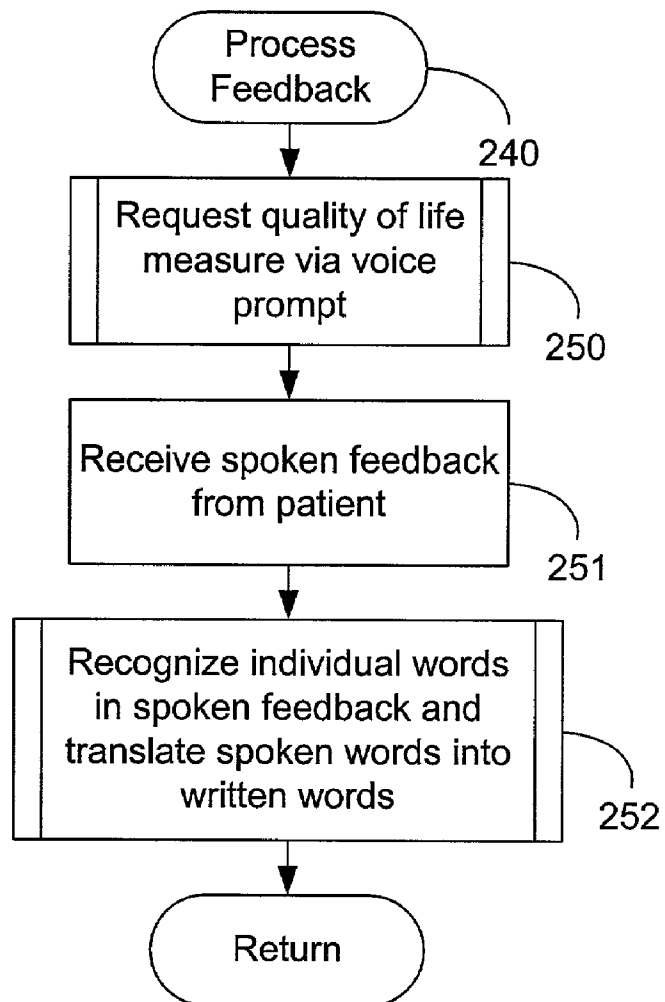 Process
Feedback
240
Request quality of life
measure via voice
prompt
250
Receive spoken feedback
from patient
251
Recognize individual words
in spoken feedback and
translate spoken words into
written words
252
Return